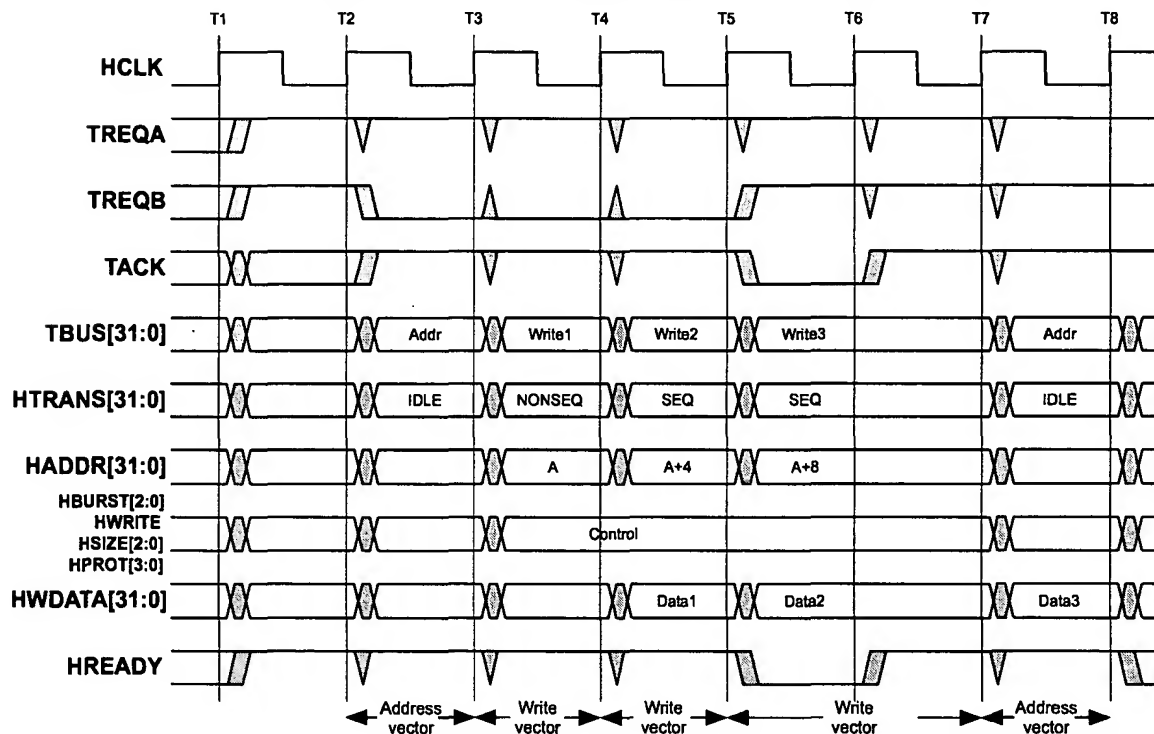 T1 T2 T3 T4 T5 T6 T7 T8
HCLK
TREQA
TREQB
TACK
TBUS[31:0] Addr Write1 Write2 Write3 Addr
HTRANS[31:0] IDLE NONSEQ SEQ SEQ IDLE
HADDR[31:0] A A+4 A+8
HBURST[2:0]
HWRITE
Control
HSIZE[2:0]
HPROT[3:0]
HWDATA[31:0] Data1 Data2 Data3
HREADY
Address Write Write Write Address
vector vector vector vector vector